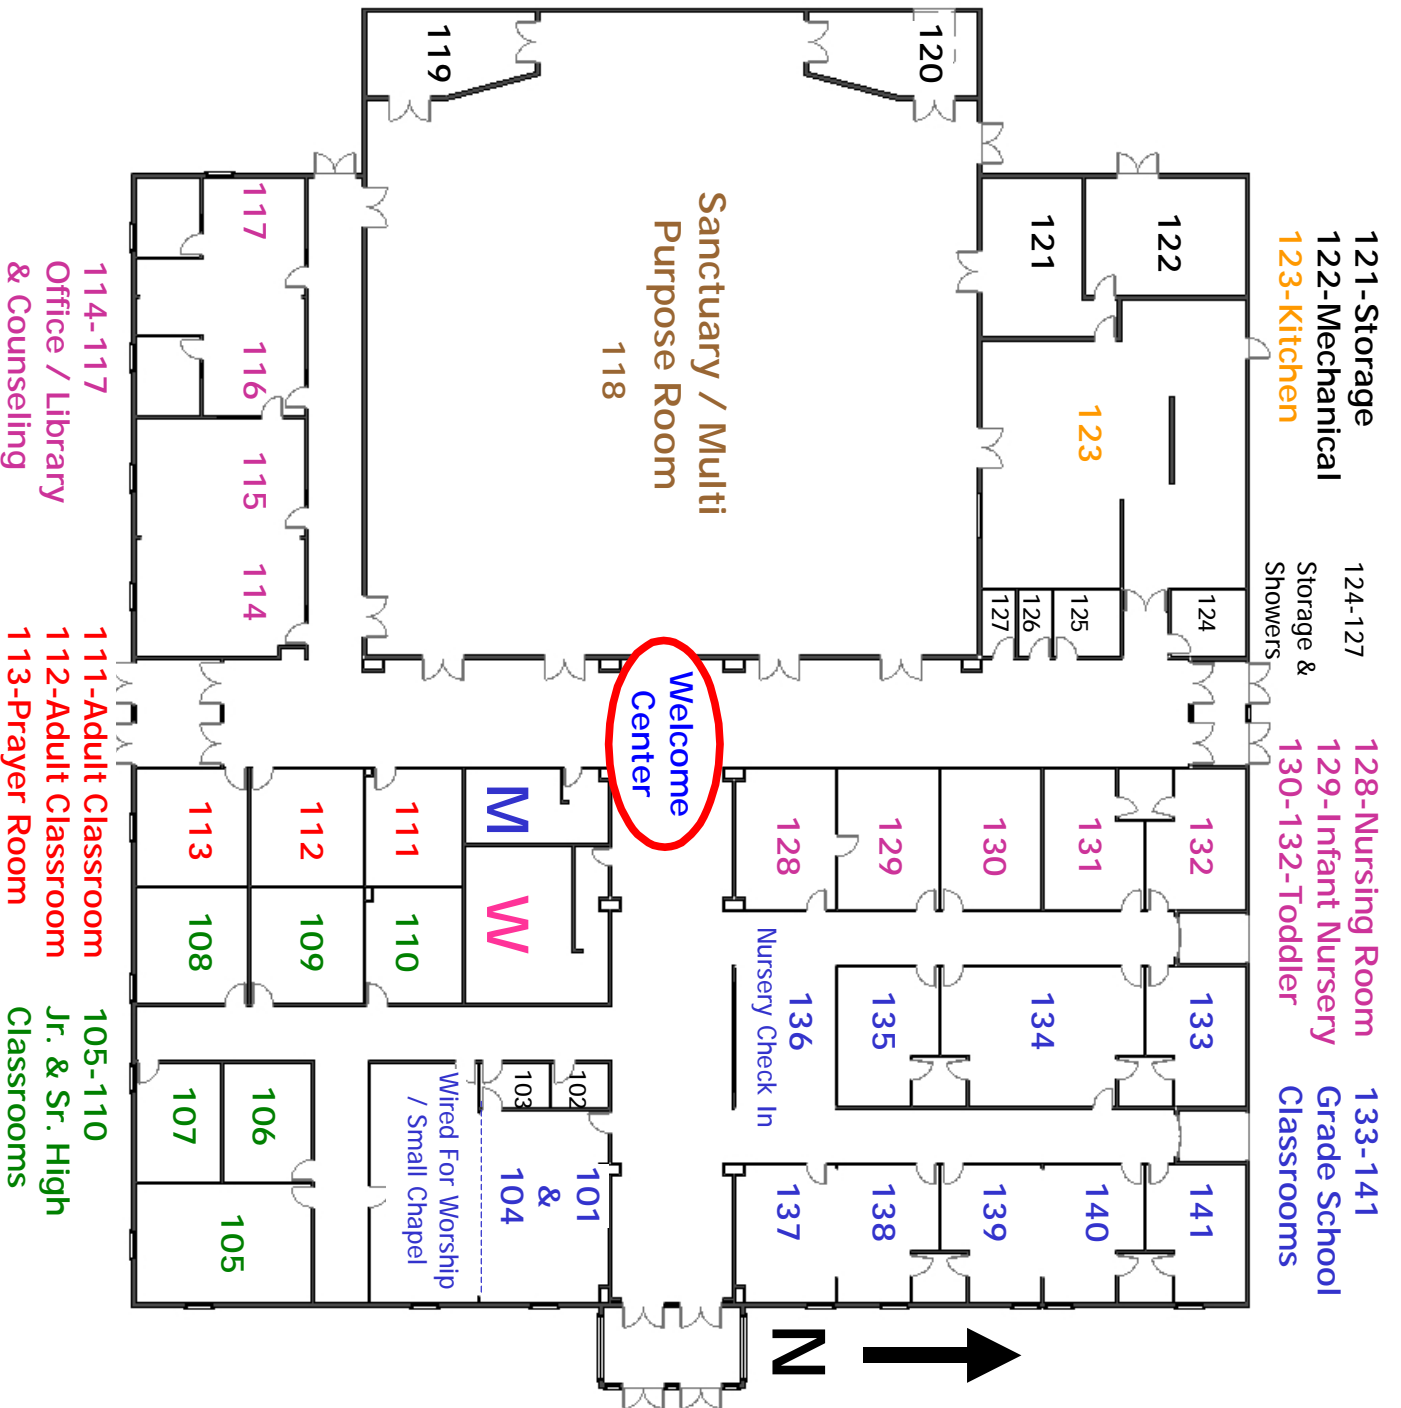 119
120
117
116
115
114
114-117
Office / Library
& Counseling
Sanctuary / Multi
Purpose Room
118
121
122
123
121-Storage
122-Mechanical
123-Kitchen
127
126
125
124
124-127
Storage &
Showers
Welcome
Center
111-Adult Classroom
112-Adult Classroom
113-Prayer Room
113
112
111
M
W
108
109
110
128
129
130
131
132
128-Nursing Room
129-Infant Nursery
130-132-Toddler
Nursery Check In
136
135
134
133
133-141
Grade School
Classrooms
105-110
Jr. & Sr. High
Classrooms
107
106
105
103
102
Wired For Worship
/ Small Chapel
101
&
104
137
138
139
140
141
N